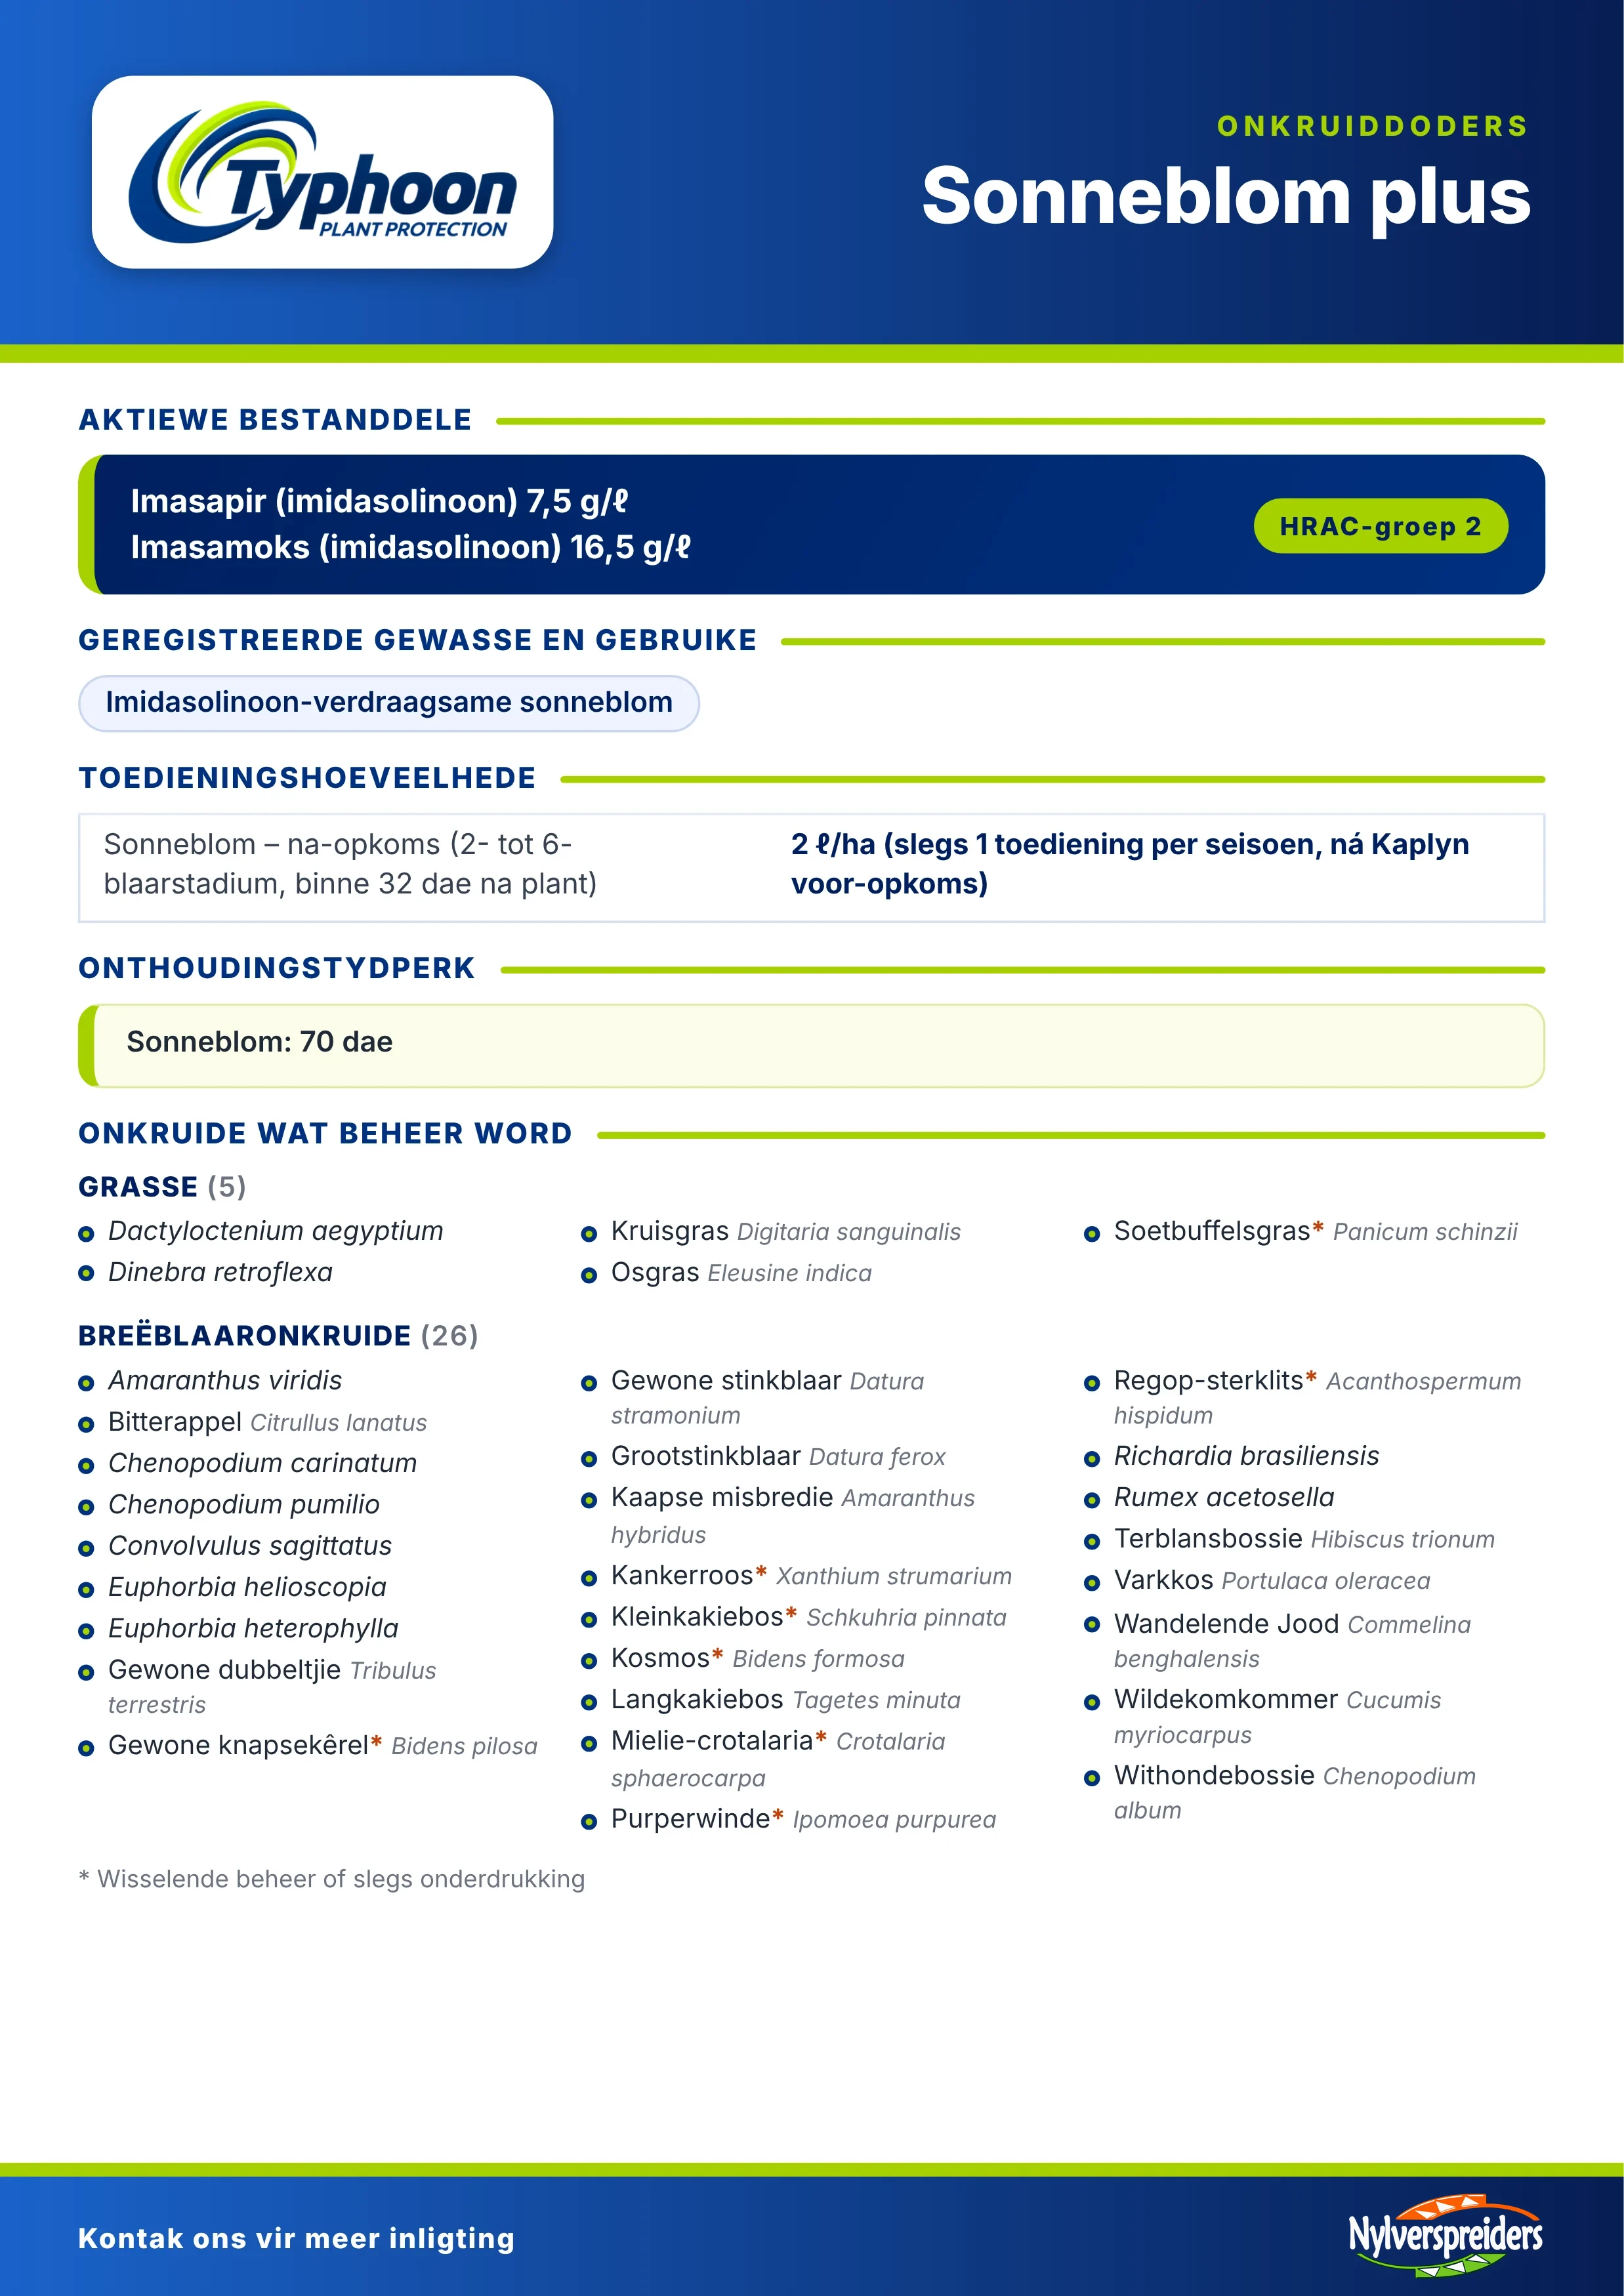 Typhoon
PLANT PROTECTION
ONKRUIDDODERS
Sonneblom plus
AKTIEWE BESTANDDELE
Imasapir (imidasolinoon) 7,5 g/ℓ
Imasamoks (imidasolinoon) 16,5 g/ℓ
HRAC-groep 2
GEREGISTREERDE GEWASSE EN GEBRUIKE
Imidasolinoon-verdraagsame sonneblom
TOEDIENINGSHOEVEELHEDE
Sonneblom – na-opkoms (2- tot 6-
blaarstadium, binne 32 dae na plant)
2 ℓ/ha (slegs 1 toediening per seisoen, ná Kaplyn
voor-opkoms)
ONTHOUDINGSTYDPERK
Sonneblom: 70 dae
ONKRUIDE WAT BEHEER WORD
GRASSE (5)
Dactyloctenium aegyptium
Dinebra retroflexa
Kruisgras Digitaria sanguinalis
Osgras Eleusine indica
Soetbuffelsgras* Panicum schinzii
BREËBLAARONKRUIDE (26)
Amaranthus viridis
Bitterappel Citrullus lanatus
Chenopodium carinatum
Chenopodium pumilio
Convolvulus sagittatus
Euphorbia helioscopia
Euphorbia heterophylla
Gewone dubbeltjie Tribulus
terrestris
Gewone knapsekêrel* Bidens pilosa
Gewone stinkblaar Datura
stramonium
Grootstinkblaar Datura ferox
Kaapse misbredie Amaranthus
hybridus
Kankerroos* Xanthium strumarium
Kleinkakiebos* Schkuhria pinnata
Kosmos* Bidens formosa
Langkakiebos Tagetes minuta
Mielie-crotalaria* Crotalaria
sphaerocarpa
Purperwinde* Ipomoea purpurea
Regop-sterklits* Acanthospermum
hispidum
Richardia brasiliensis
Rumex acetosella
Terblansbossie Hibiscus trionum
Varkkos Portulaca oleracea
Wandelende Jood Commelina
benghalensis
Wildekomkommer Cucumis
myriocarpus
Withondebossie Chenopodium
album
* Wisselende beheer of slegs onderdrukking
Kontak ons vir meer inligting
Nylverspreiders